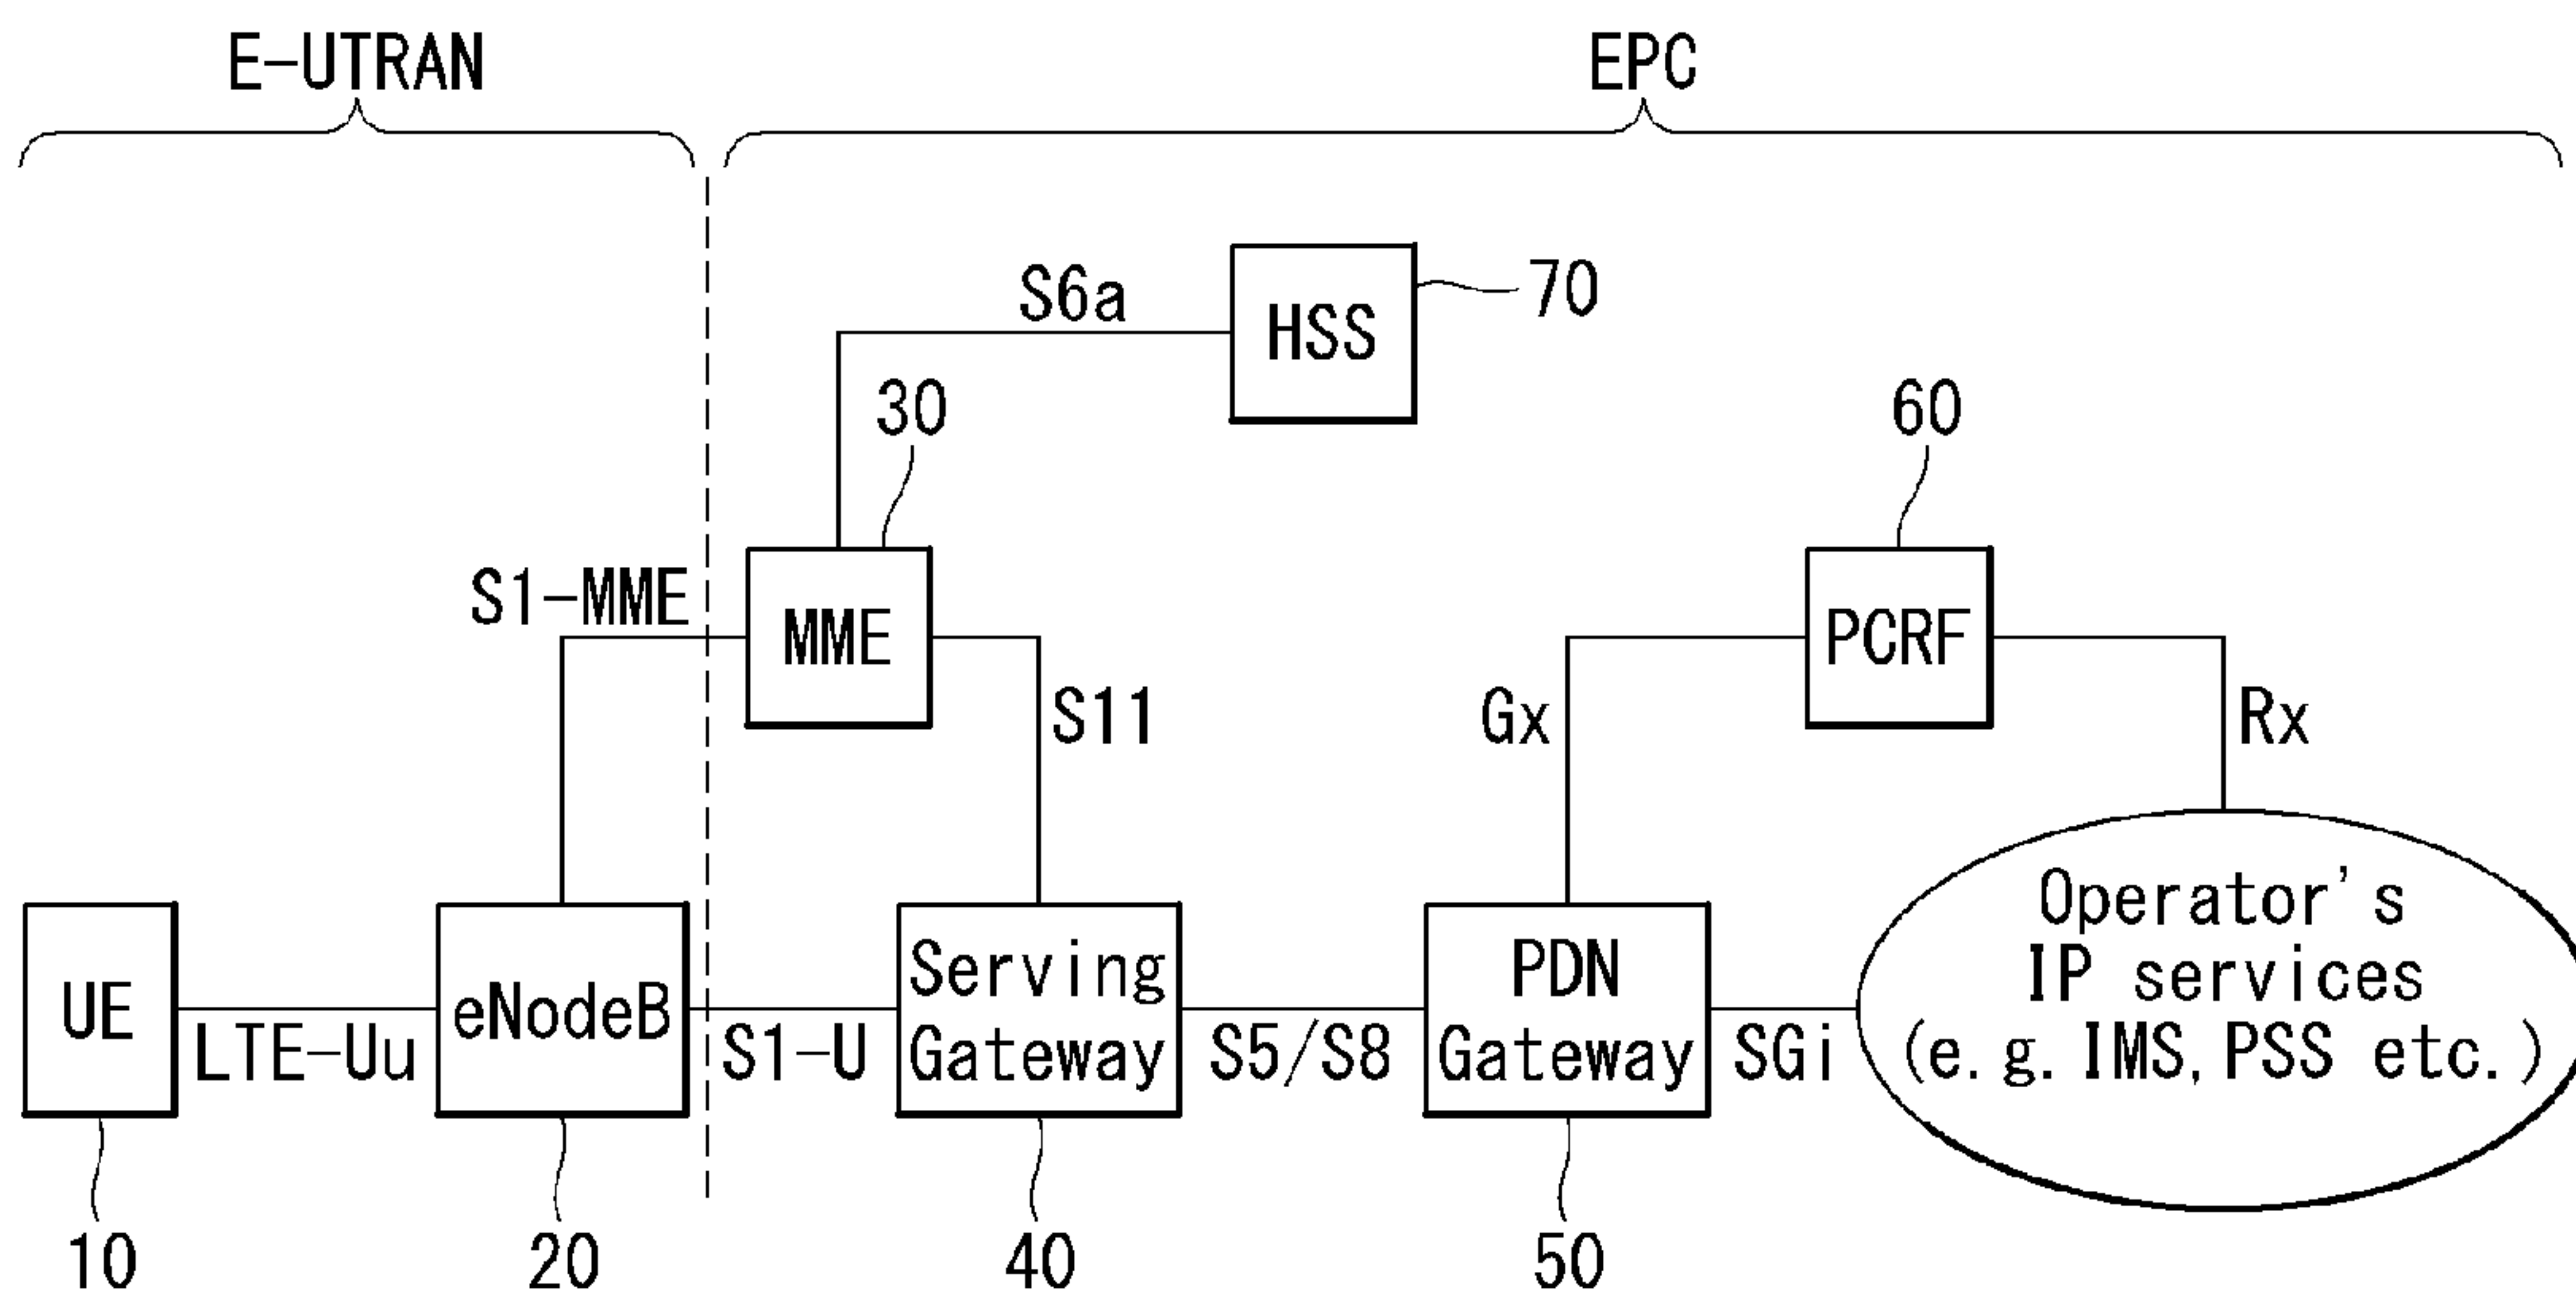 E-UTRAN
EPC
S6a
HSS
70
30
60
S1-MME
MME
S11
PCRF
Gx
Rx
UE
LTE-Uu
eNodeB
S1-U
Serving
Gateway
S5/S8
PDN
Gateway
SGi
Operator's
IP services
(e.g. IMS, PSS etc.)
10
20
40
50